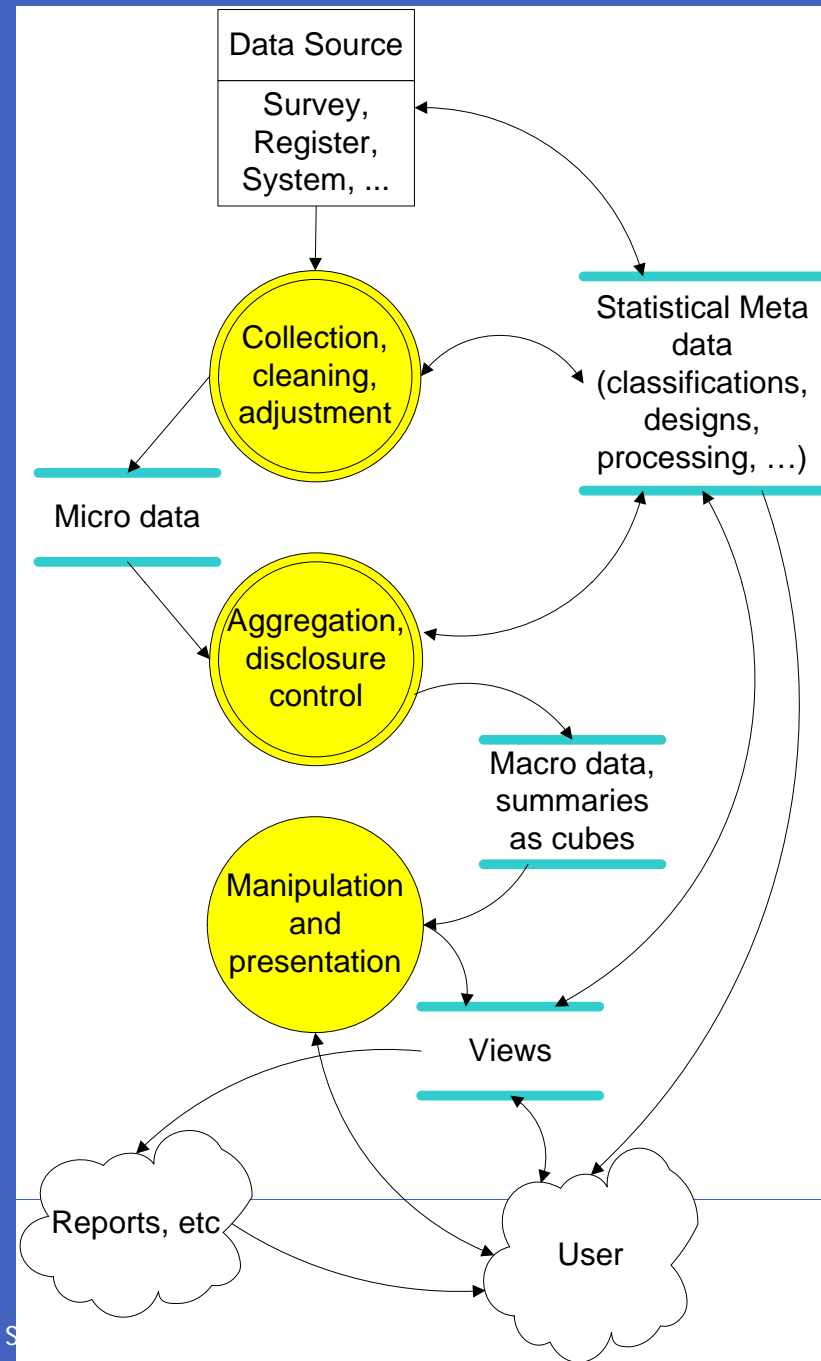 Data Source
Survey,
Register,
System, ...
Collection,
cleaning,
adjustment
Statistical Meta
data
(classifications,
designs,
processing, …)
Micro data
Aggregation,
disclosure
control
Macro data,
summaries
as cubes
Manipulation
and
presentation
Views
Reports, etc
User
S